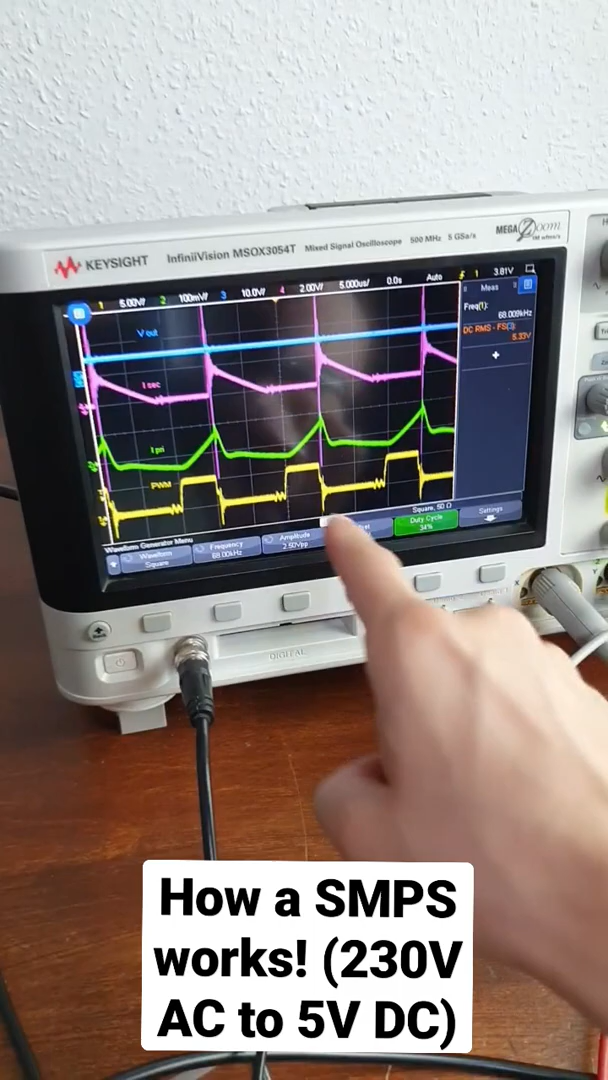 KEYSIGHT InfiniiVision MSOX3054T Mixed Signal Oscilloscope 500 MHz 5 GSa/s MEGA Zoom
1 5.00V/ 2 100mV/ 3 10.0V/ 4 2.00V/ 5.000us/ 0.0s Auto 1 3.81V
Meas
Freq(1):
68.009kHz
DC RMS - FS(3):
5.33V
V out
I sec
I pri
PWM
Square, 50 Ω
Waveform Generator Menu
Waveform
Square
Frequency
68.00kHz
Amplitude
2.50Vpp
Duty Cycle
34%
Settings
DIGITAL
How a SMPS
works! (230V
AC to 5V DC)